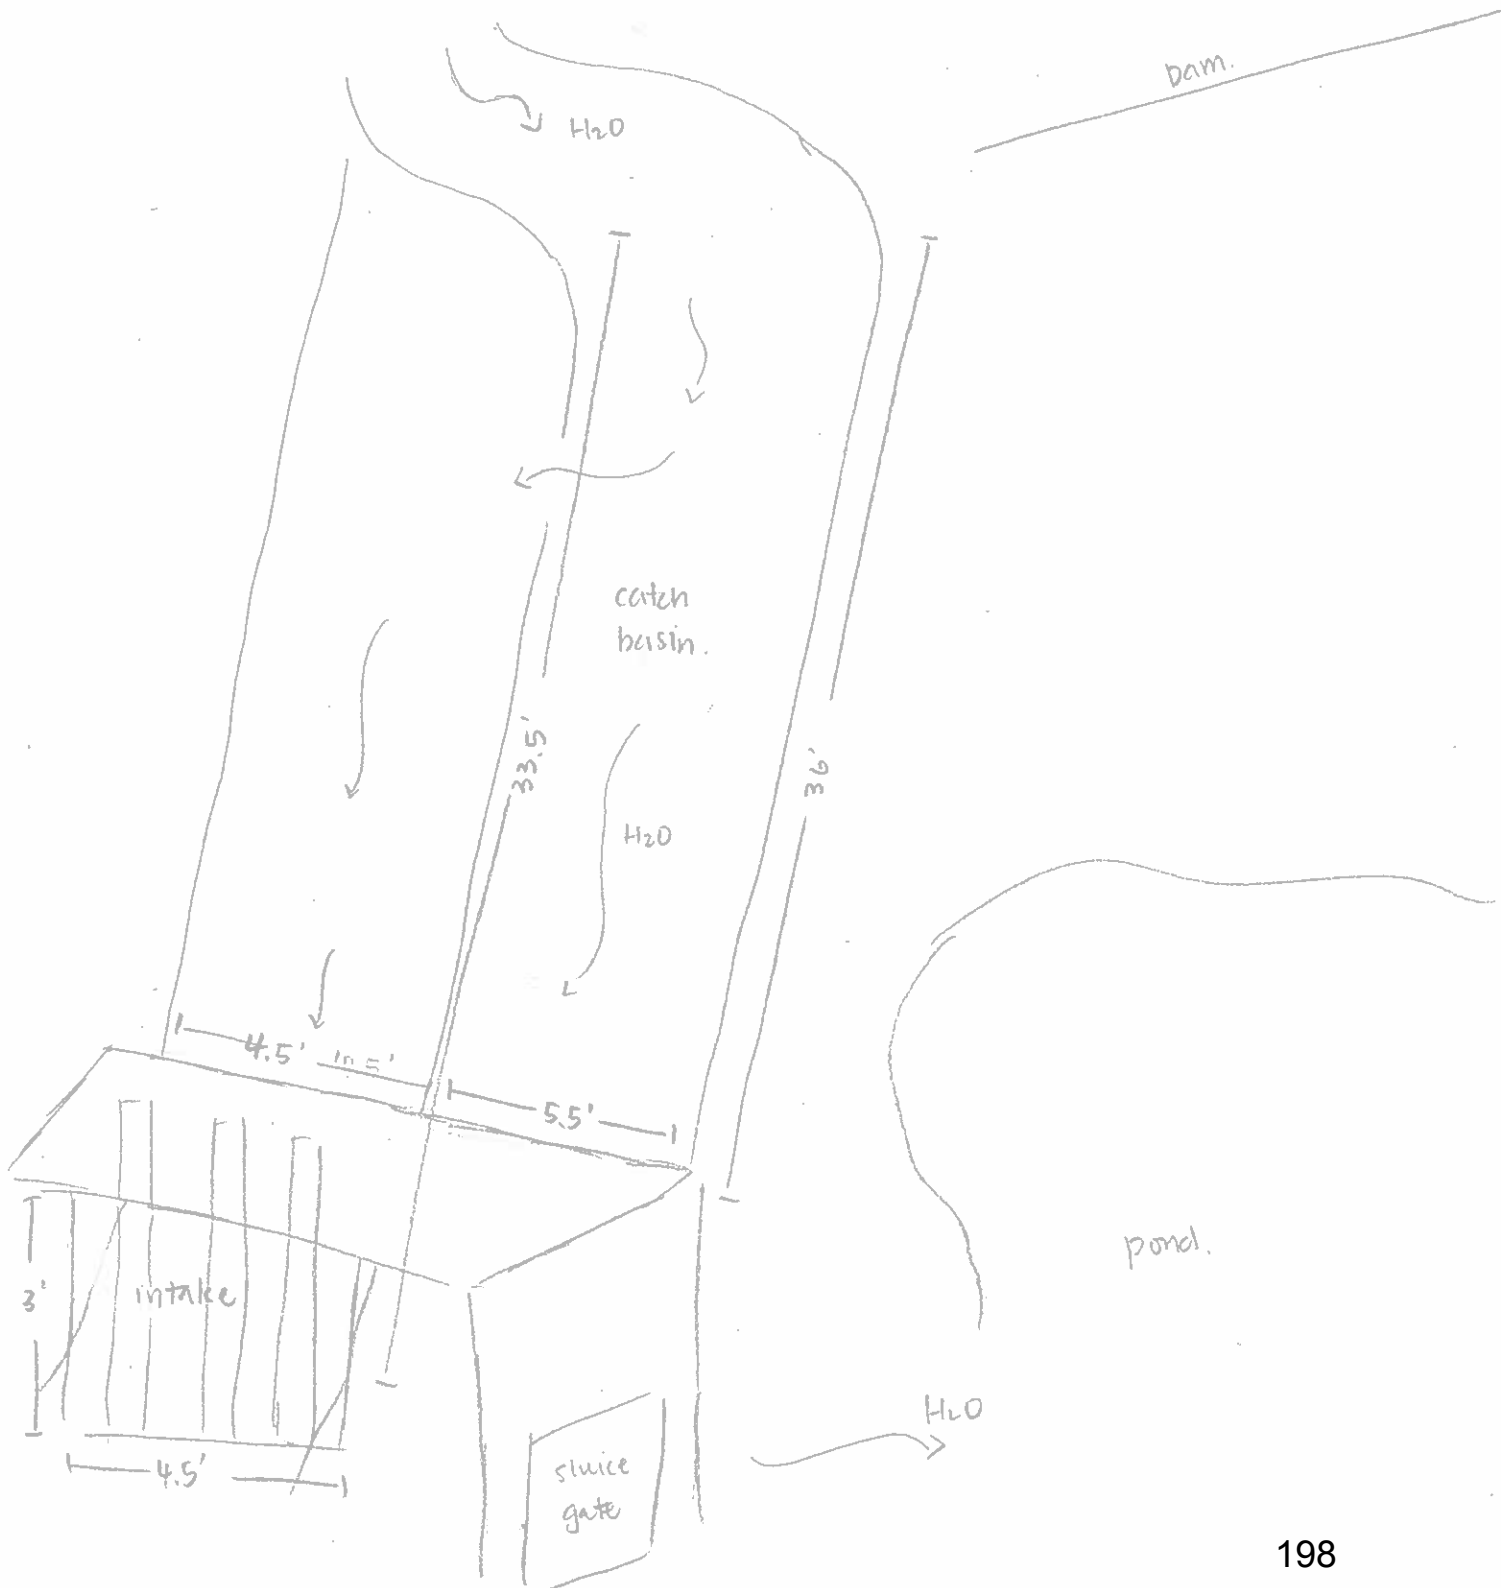 Dam.
H2O
catch
basin.
33.5'
36'
H2O
4.5'
5.5'
3'
intake
pond.
4.5'
H2O
sluice
gate
198